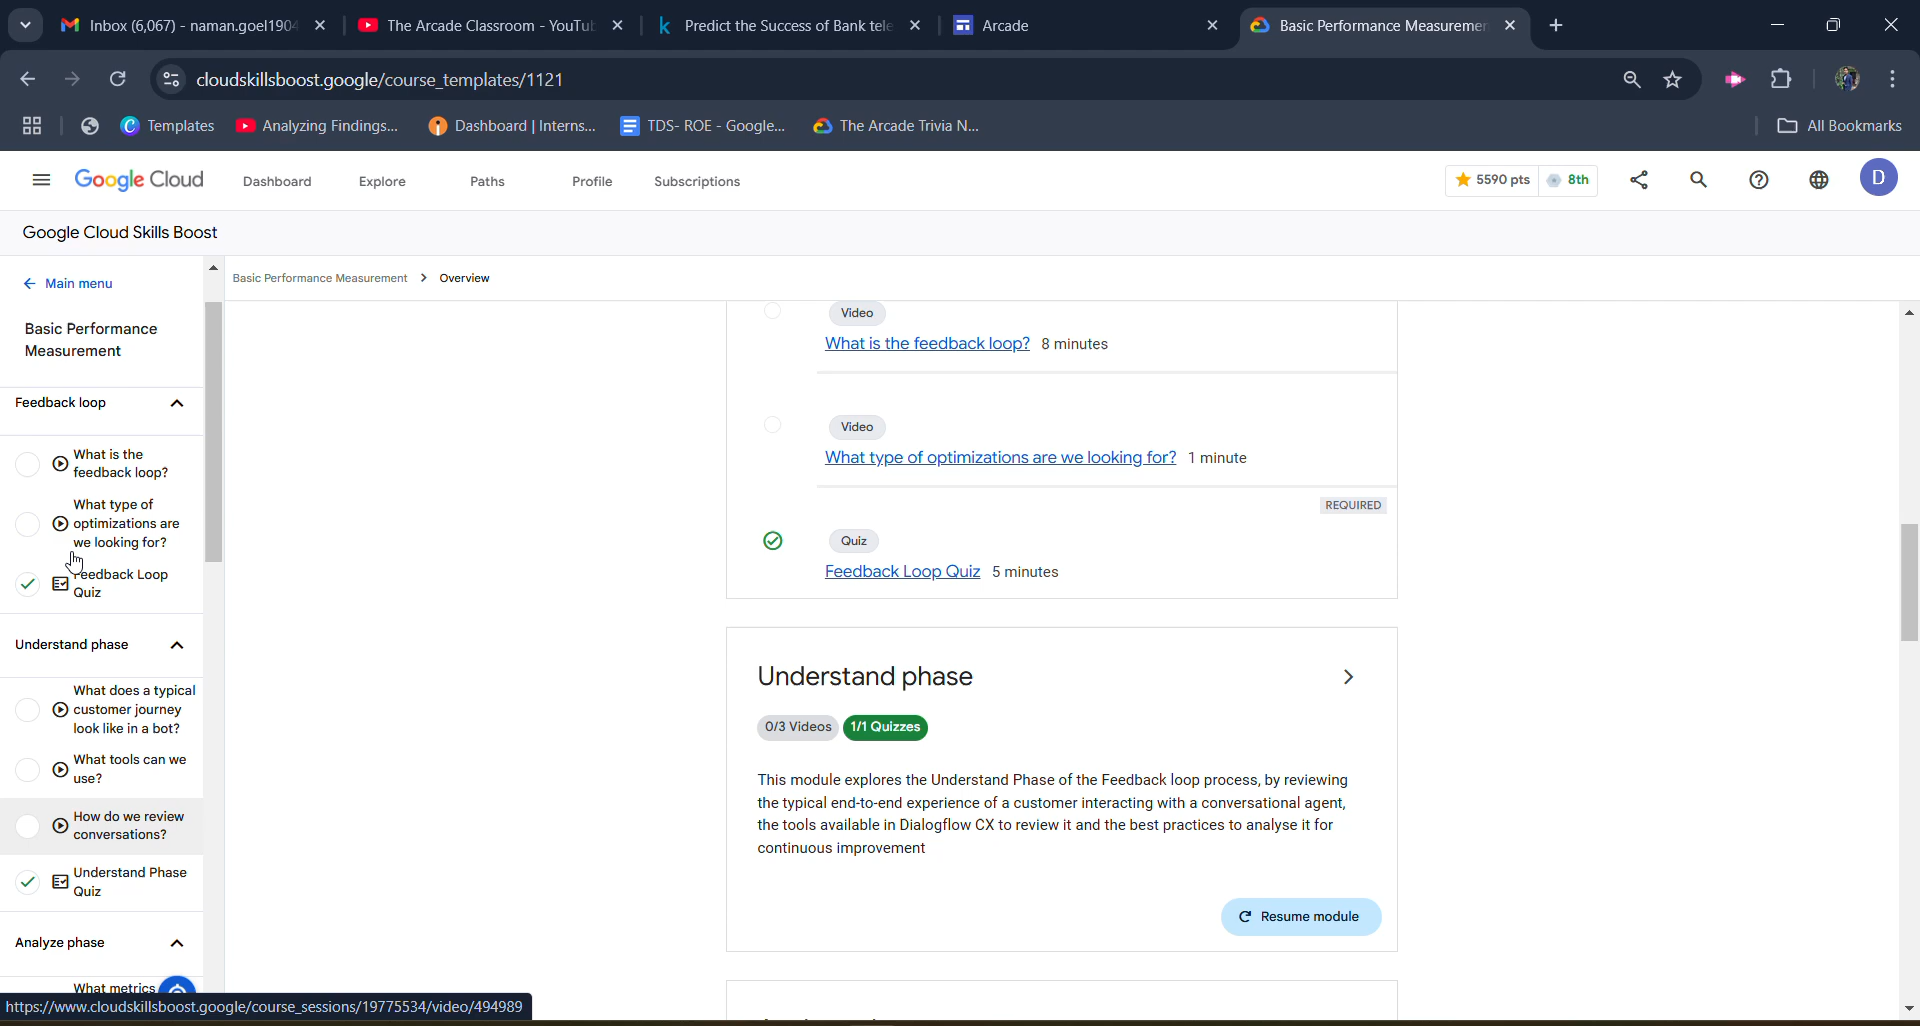 Inbox (6,067) - naman.goel1904
The Arcade Classroom - YouTu
Predict the Success of Bank tele
Arcade
Basic Performance Measuremen
cloudskillsboost.google/course_templates/1121
Templates
Analyzing Findings...
Dashboard | Interns...
TDS- ROE - Google...
The Arcade Trivia N...
All Bookmarks
Google Cloud
Dashboard
Explore
Paths
Profile
Subscriptions
5590 pts
8th
D
Google Cloud Skills Boost
Main menu
Basic Performance
Measurement
Feedback loop
What is the
feedback loop?
What type of
optimizations are
we looking for?
Feedback Loop
Quiz
Understand phase
What does a typical
customer journey
look like in a bot?
What tools can we
use?
How do we review
conversations?
Understand Phase
Quiz
Analyze phase
What metrics
Basic Performance Measurement > Overview
Video
What is the feedback loop? 8 minutes
Video
What type of optimizations are we looking for? 1 minute
REQUIRED
Quiz
Feedback Loop Quiz 5 minutes
Understand phase
0/3 Videos 1/1 Quizzes
This module explores the Understand Phase of the Feedback loop process, by reviewing
the typical end-to-end experience of a customer interacting with a conversational agent,
the tools available in Dialogflow CX to review it and the best practices to analyse it for
continuous improvement
Resume module
https://www.cloudskillsboost.google/course_sessions/19775534/video/494989